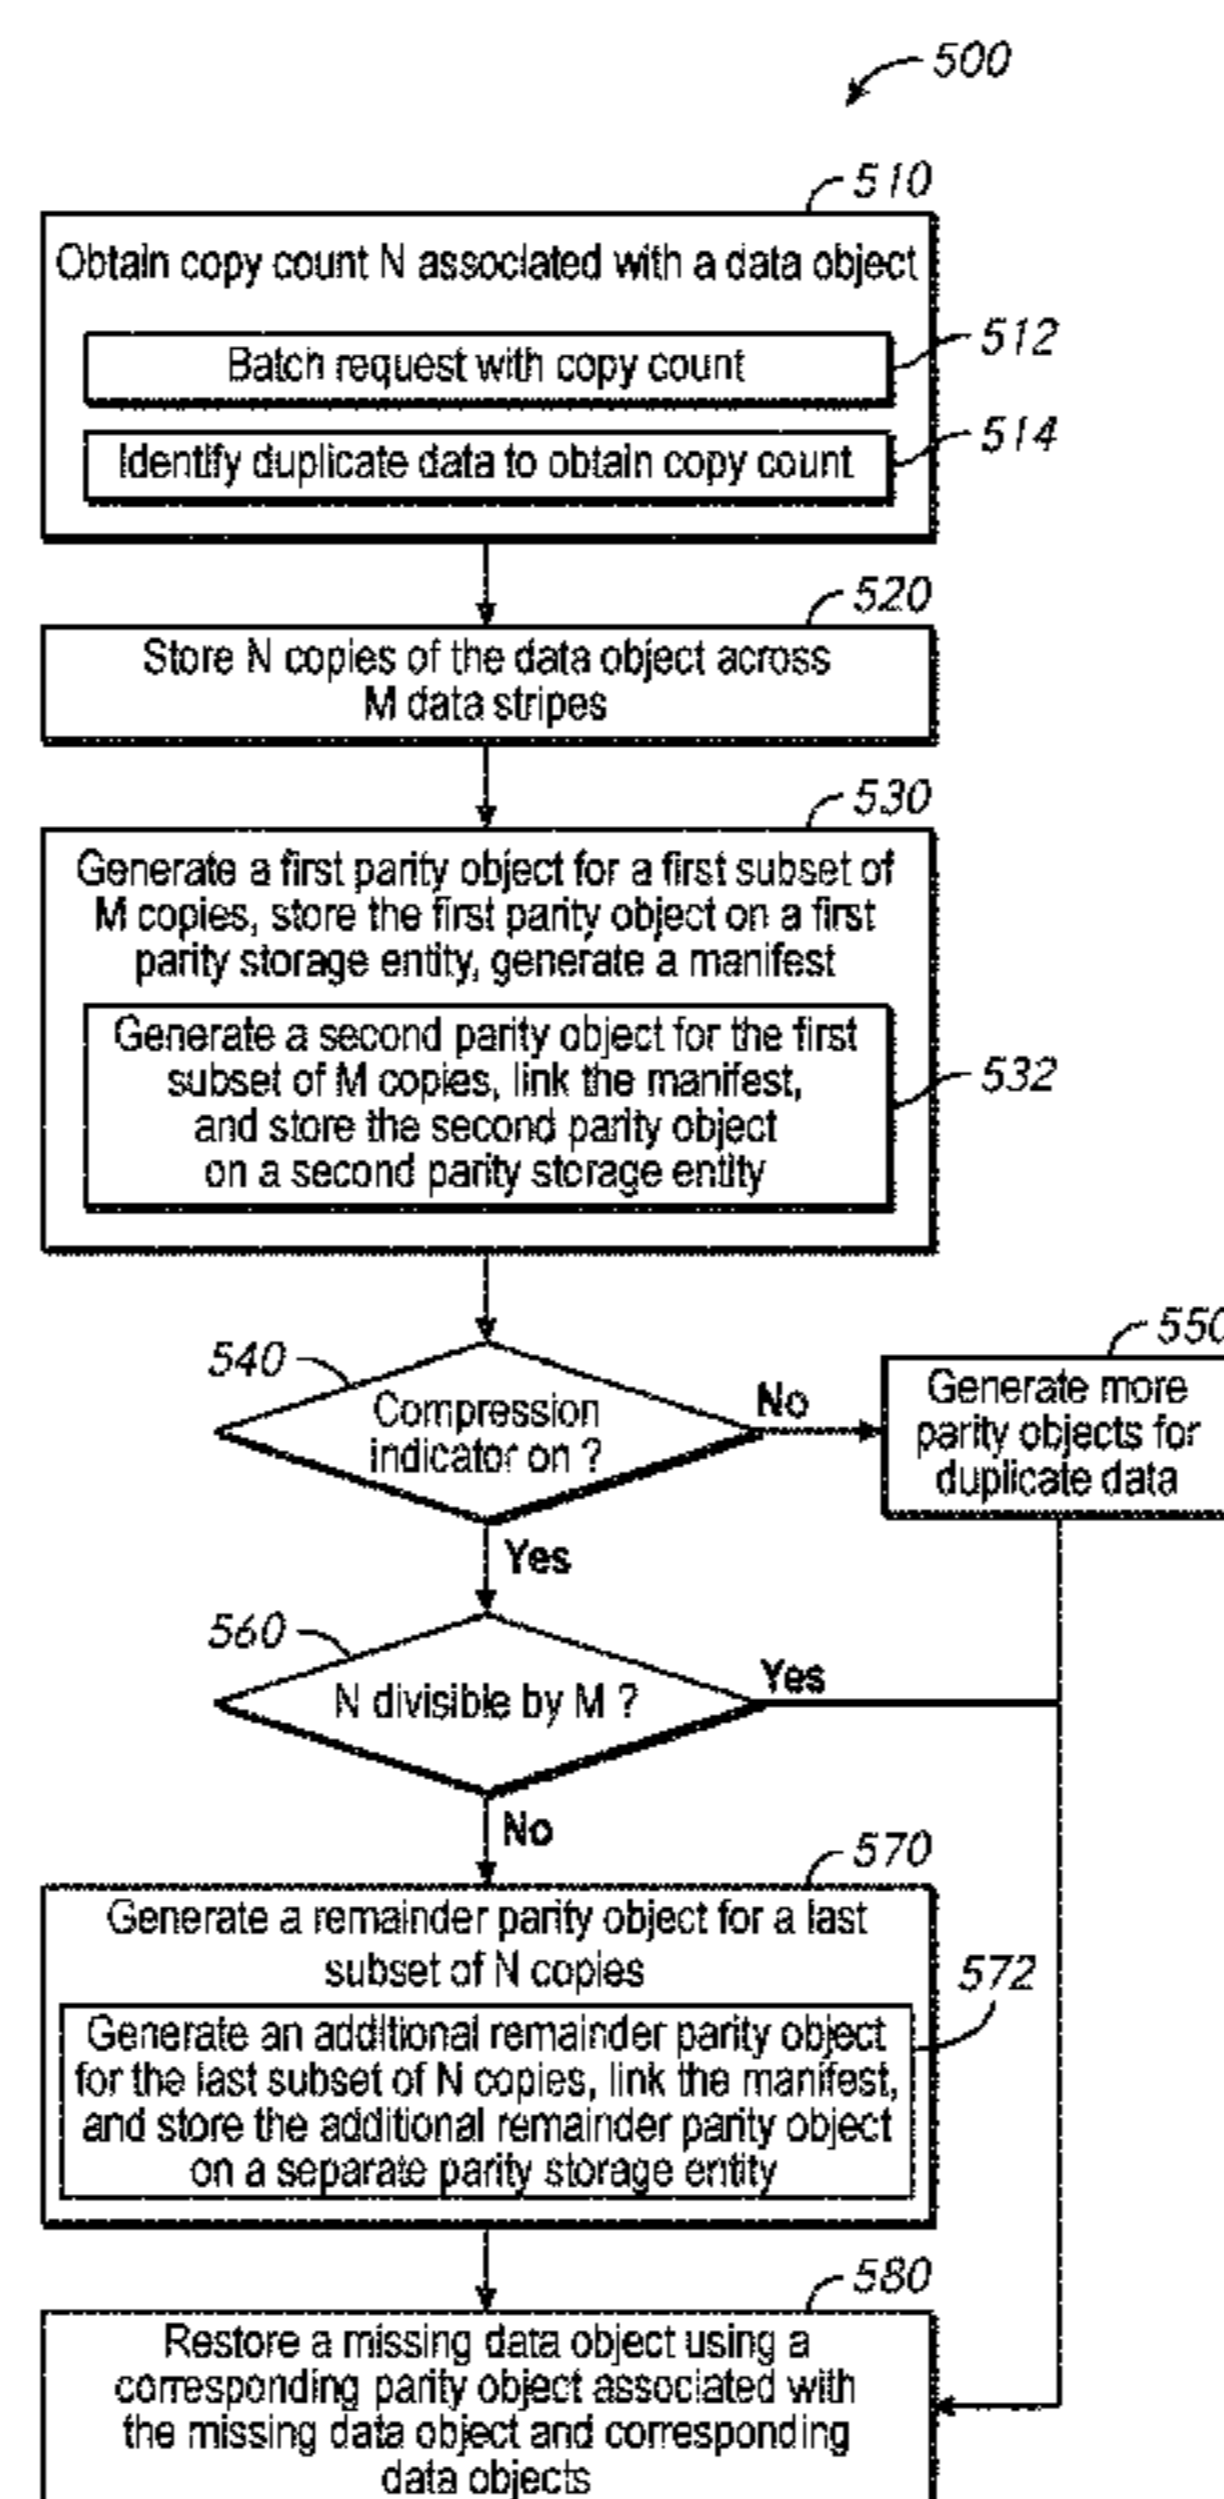 500
510
Obtain copy count N associated with a data object
512
Batch request with copy count
514
Identify duplicate data to obtain copy count
520
Store N copies of the data object across
M data stripes
530
Generate a first parity object for a first subset of
M copies, store the first parity object on a first
parity storage entity, generate a manifest
Generate a second parity object for the first
subset of M copies, link the manifest,
and store the second parity object
on a second parity storage entity
532
540
Compression
indicator on ?
No
550
Generate more
parity objects for
duplicate data
Yes
560
N divisible by M ?
Yes
No
570
Generate a remainder parity object for a last
subset of N copies
572
Generate an additional remainder parity object
for the last subset of N copies, link the manifest,
and store the additional remainder parity object
on a separate parity storage entity
580
Restore a missing data object using a
corresponding parity object associated with
the missing data object and corresponding
data objects